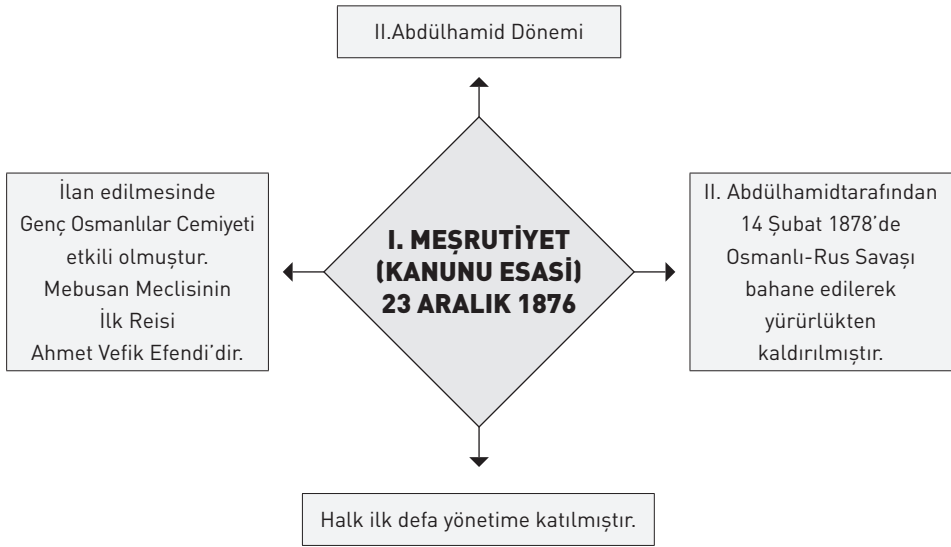 II.Abdülhamid Dönemi
İlan edilmesinde
Genç Osmanlılar Cemiyeti
etkili olmuştur.
Mebusan Meclisinin
İlk Reisi
Ahmet Vefik Efendi'dir.
I. MEŞRUTİYET
(KANUNU ESASİ)
23 ARALIK 1876
II. Abdülhamidtarafından
14 Şubat 1878'de
Osmanlı-Rus Savaşı
bahane edilerek
yürürlükten
kaldırılmıştır.
Halk ilk defa yönetime katılmıştır.